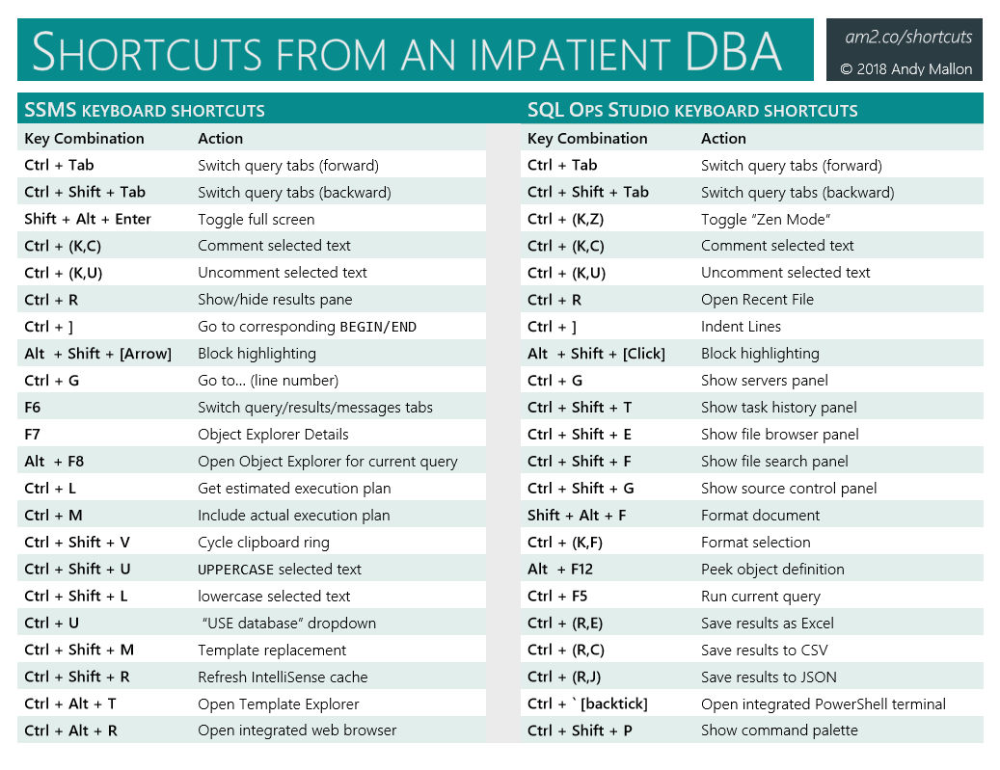 SHORTCUTS FROM AN IMPATIENT DBA
am2.co/shortcuts
© 2018 Andy Mallon
SSMS KEYBOARD SHORTCUTS
Key Combination Action
Ctrl + Tab Switch query tabs (forward)
Ctrl + Shift + Tab Switch query tabs (backward)
Shift + Alt + Enter Toggle full screen
Ctrl + (K,C) Comment selected text
Ctrl + (K,U) Uncomment selected text
Ctrl + R Show/hide results pane
Ctrl + ] Go to corresponding BEGIN/END
Alt + Shift + [Arrow] Block highlighting
Ctrl + G Go to... (line number)
F6 Switch query/results/messages tabs
F7 Object Explorer Details
Alt + F8 Open Object Explorer for current query
Ctrl + L Get estimated execution plan
Ctrl + M Include actual execution plan
Ctrl + Shift + V Cycle clipboard ring
Ctrl + Shift + U UPPERCASE selected text
Ctrl + Shift + L lowercase selected text
Ctrl + U “USE database” dropdown
Ctrl + Shift + M Template replacement
Ctrl + Shift + R Refresh IntelliSense cache
Ctrl + Alt + T Open Template Explorer
Ctrl + Alt + R Open integrated web browser
SQL OPS STUDIO KEYBOARD SHORTCUTS
Key Combination Action
Ctrl + Tab Switch query tabs (forward)
Ctrl + Shift + Tab Switch query tabs (backward)
Ctrl + (K,Z) Toggle “Zen Mode”
Ctrl + (K,C) Comment selected text
Ctrl + (K,U) Uncomment selected text
Ctrl + R Open Recent File
Ctrl + ] Indent Lines
Alt + Shift + [Click] Block highlighting
Ctrl + G Show servers panel
Ctrl + Shift + T Show task history panel
Ctrl + Shift + E Show file browser panel
Ctrl + Shift + F Show file search panel
Ctrl + Shift + G Show source control panel
Shift + Alt + F Format document
Ctrl + (K,F) Format selection
Alt + F12 Peek object definition
Ctrl + F5 Run current query
Ctrl + (R,E) Save results as Excel
Ctrl + (R,C) Save results to CSV
Ctrl + (R,J) Save results to JSON
Ctrl + ` [backtick] Open integrated PowerShell terminal
Ctrl + Shift + P Show command palette